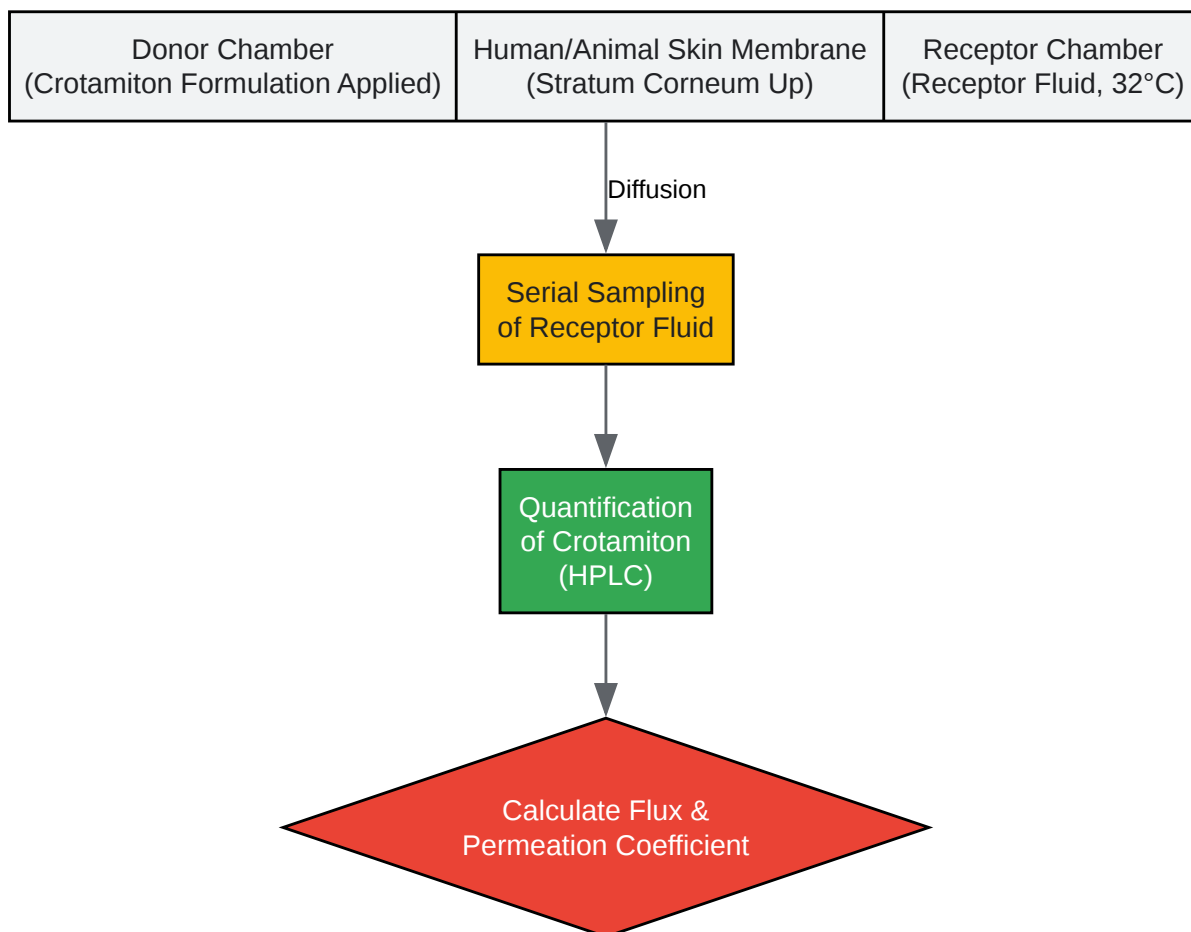 Donor Chamber
(Crotamiton Formulation Applied)
Human/Animal Skin Membrane
(Stratum Corneum Up)
Receptor Chamber
(Receptor Fluid, 32°C)
Diffusion
Serial Sampling
of Receptor Fluid
Quantification
of Crotamiton
(HPLC)
Calculate Flux &
Permeation Coefficient